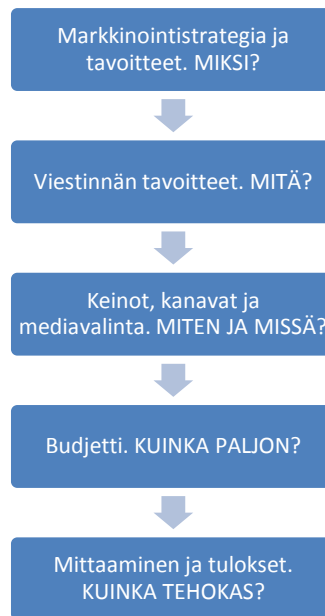 Markkinointistrategia ja
tavoitteet. MIKSI?
Viestinnän tavoitteet. MITÄ?
Keinot, kanavat ja
mediavalinta. MITEN JA MISSÄ?
Budjetti. KUINKA PALJON?
Mittaaminen ja tulokset.
KUINKA TEHOKAS?